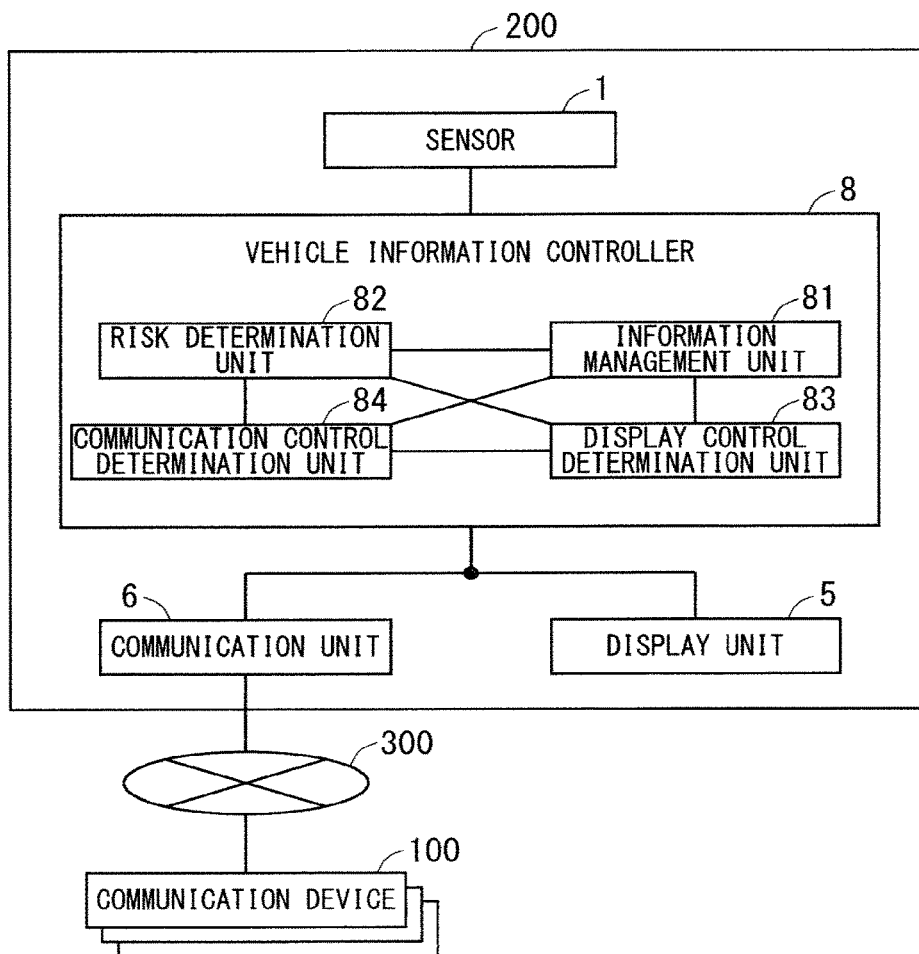 200
1
SENSOR
8
VEHICLE INFORMATION CONTROLLER
82
RISK DETERMINATION
UNIT
81
INFORMATION
MANAGEMENT UNIT
84
COMMUNICATION CONTROL
DETERMINATION UNIT
83
DISPLAY CONTROL
DETERMINATION UNIT
6
COMMUNICATION UNIT
5
DISPLAY UNIT
300
100
COMMUNICATION DEVICE